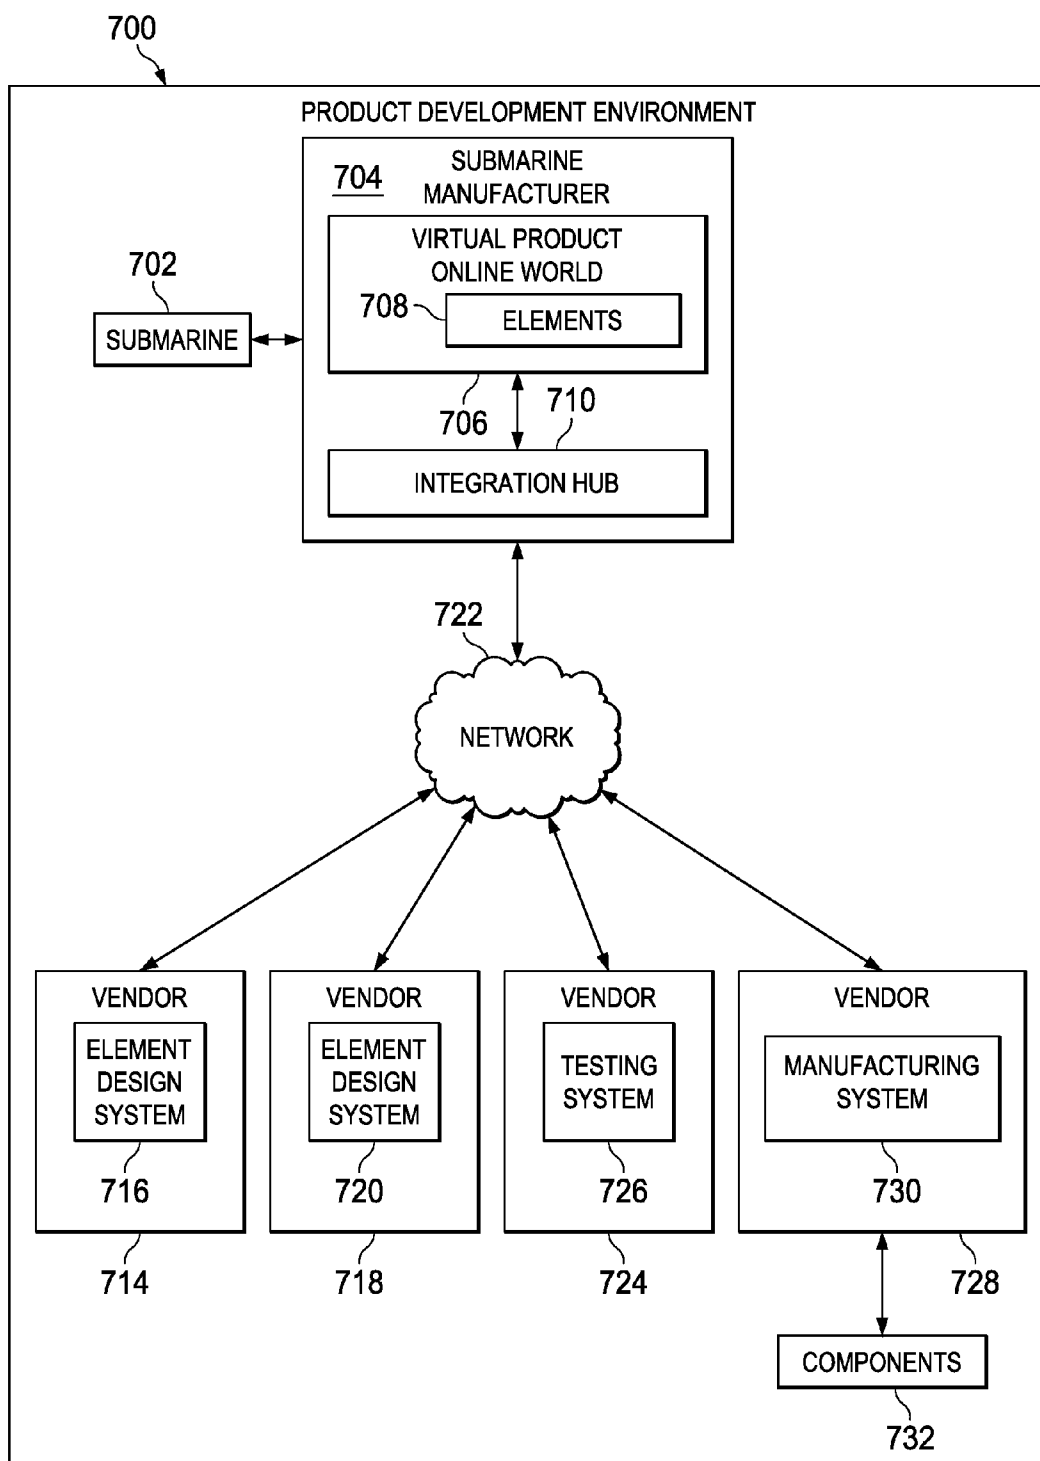 700
PRODUCT DEVELOPMENT ENVIRONMENT
704
SUBMARINE
MANUFACTURER
VIRTUAL PRODUCT
ONLINE WORLD
708
ELEMENTS
702
SUBMARINE
706
710
INTEGRATION HUB
722
NETWORK
VENDOR
ELEMENT
DESIGN
SYSTEM
716
714
VENDOR
ELEMENT
DESIGN
SYSTEM
720
718
VENDOR
TESTING
SYSTEM
726
724
VENDOR
MANUFACTURING
SYSTEM
730
728
COMPONENTS
732